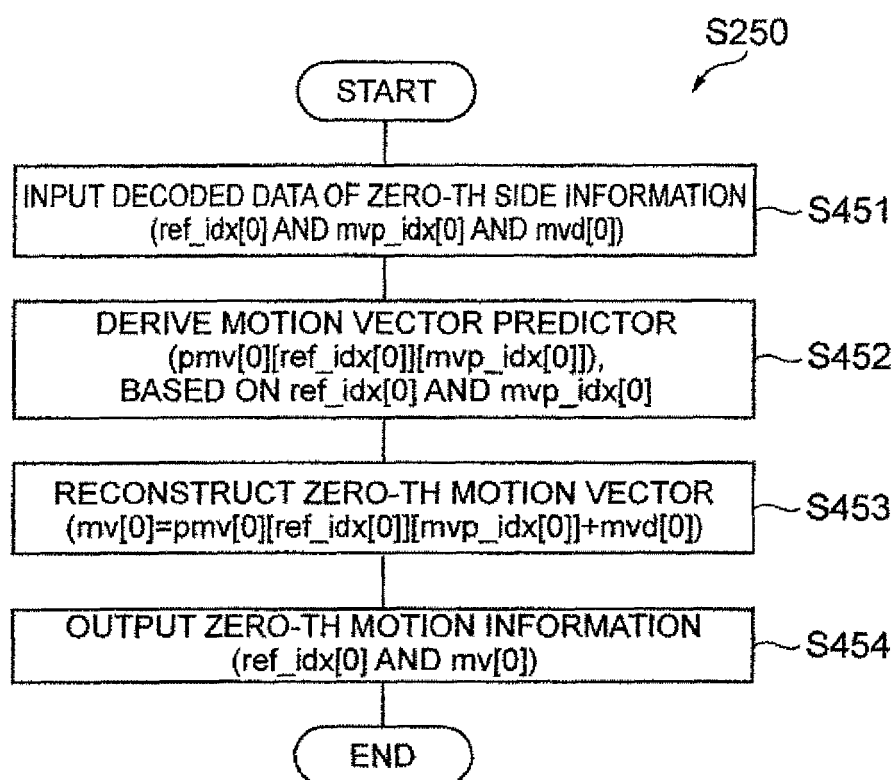 S250
START
INPUT DECODED DATA OF ZERO-TH SIDE INFORMATION
(ref_idx[0] AND mvp_idx[0] AND mvd[0])
S451
DERIVE MOTION VECTOR PREDICTOR
(pmv[0][ref_idx[0]][mvp_idx[0]]),
BASED ON ref_idx[0] AND mvp_idx[0]
S452
RECONSTRUCT ZERO-TH MOTION VECTOR
(mv[0]=pmv[0][ref_idx[0]][mvp_idx[0]]+mvd[0])
S453
OUTPUT ZERO-TH MOTION INFORMATION
(ref_idx[0] AND mv[0])
S454
END